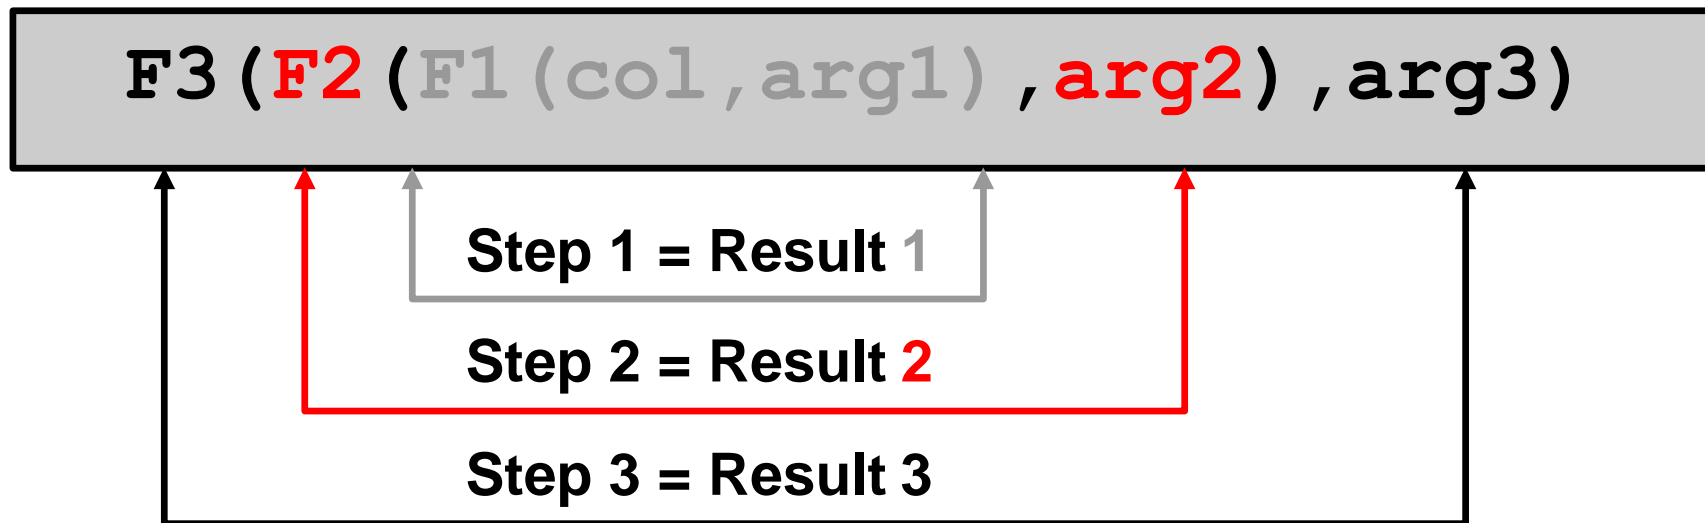 F3(F2(F1(col,arg1),arg2),arg3)
Step 1 = Result 1
Step 2 = Result 2
Step 3 = Result 3